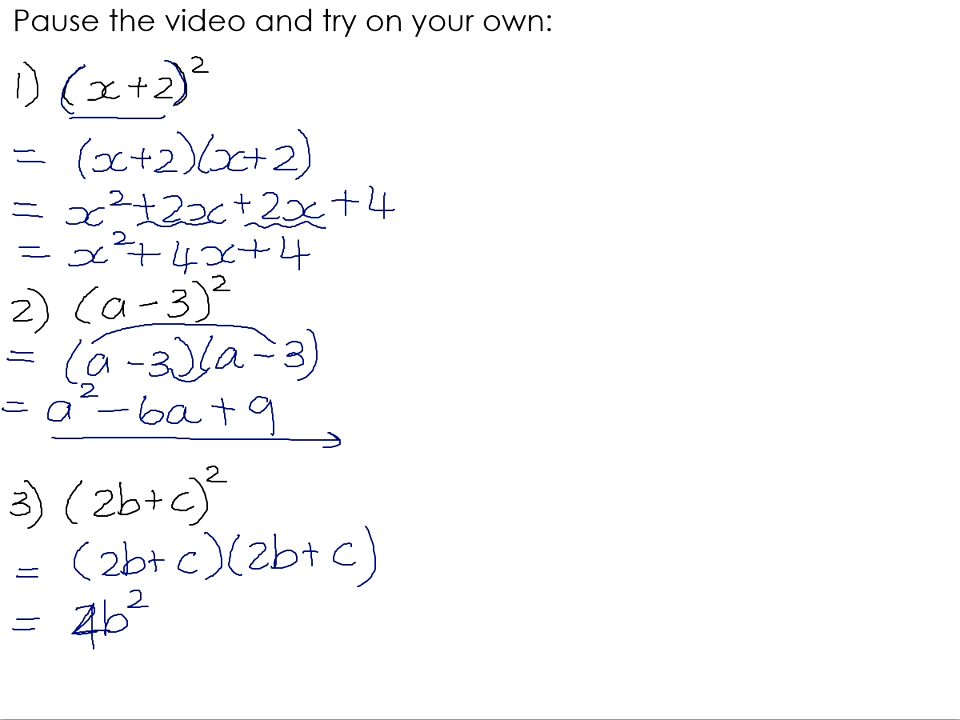 Pause the video and try on your own:
1) (x+2)²
= (x+2)(x+2)
= x²+2x+2x+4
= x²+4x+4
2) (a-3)²
= (a-3)(a-3)
= a²-6a+9
3) (2b+c)²
= (2b+c)(2b+c)
= 4b²